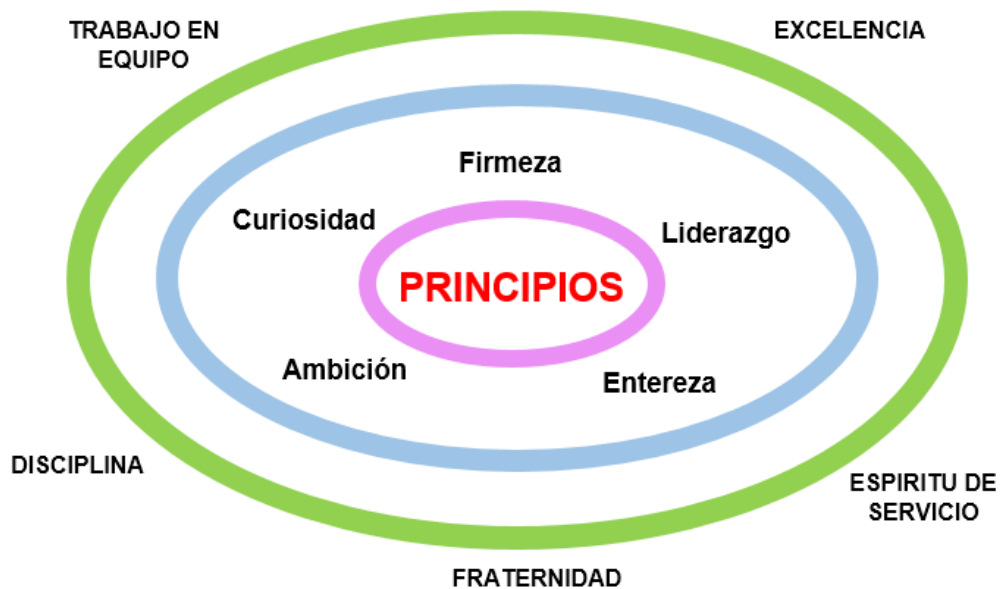 TRABAJO EN
EQUIPO
EXCELENCIA
Firmeza
Curiosidad
Liderazgo
PRINCIPIOS
Ambición
Entereza
DISCIPLINA
ESPIRITU DE
SERVICIO
FRATERNIDAD